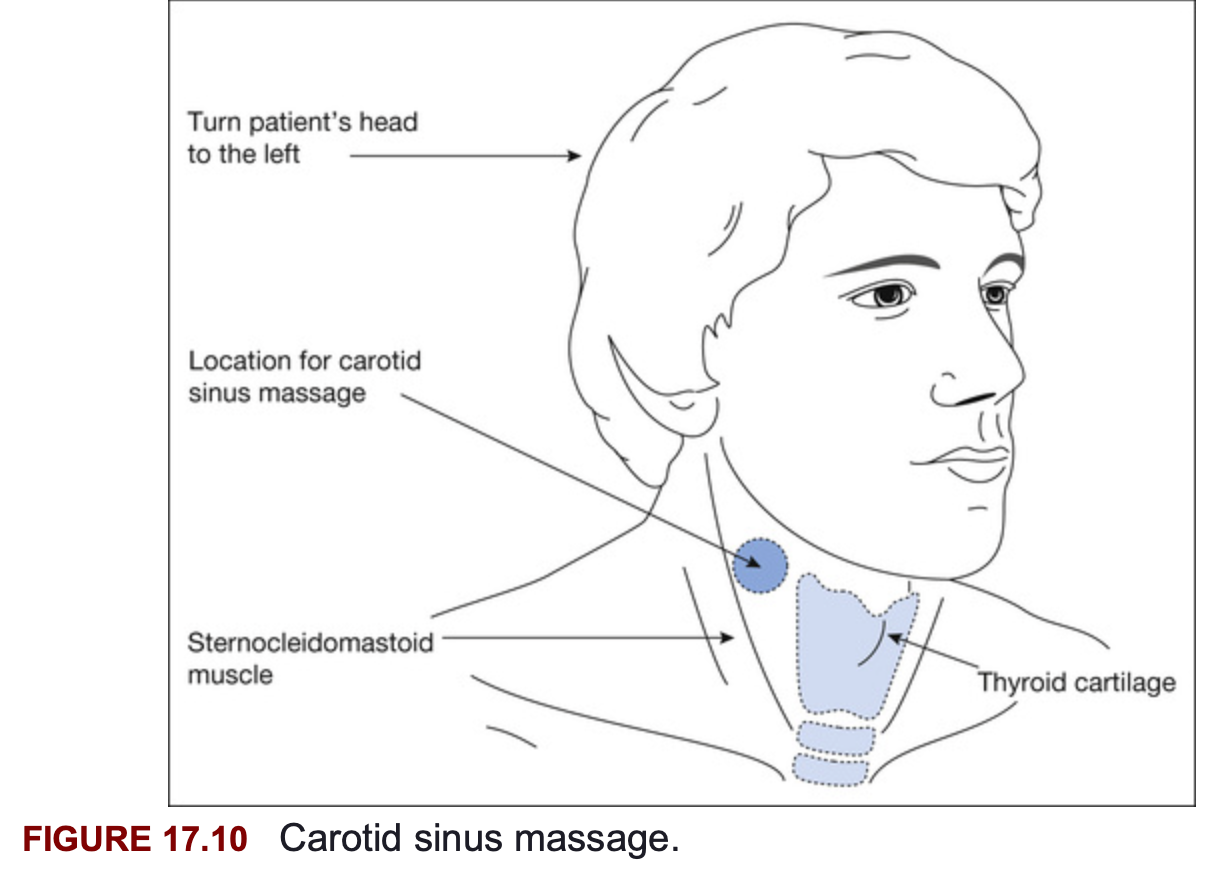 Turn patient's head
to the left
Location for carotid
sinus massage
Sternocleidomastoid
muscle
Thyroid cartilage
FIGURE 17.10 Carotid sinus massage.